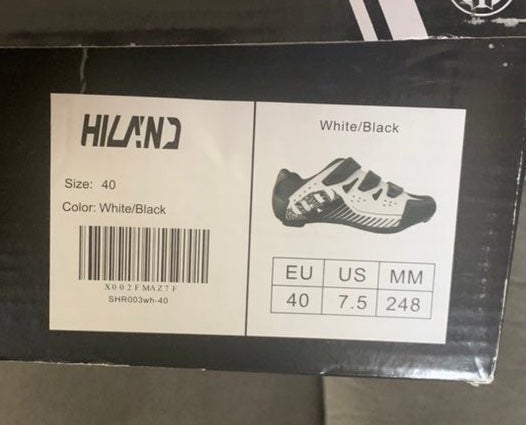 HILAND
Size: 40
Color: White/Black
X002FMAZ7F
SHR003wh-40
White/Black
EU US MM
40 7.5 248